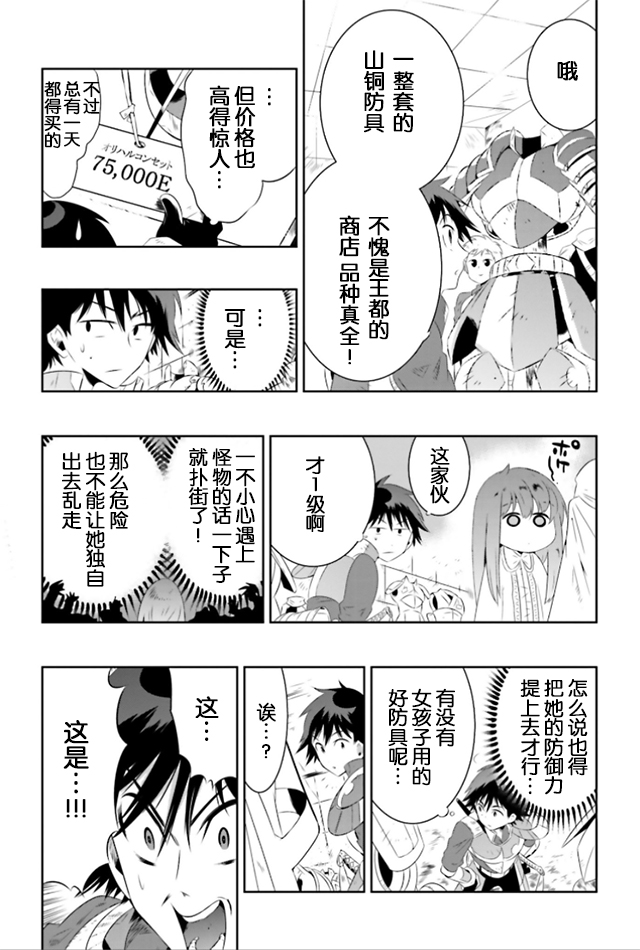 哦
一整套的
山铜防具
不愧是王都的
商店 品种真全！
…
但价格也
高得惊人…
オリハルコンセット
75,000E
不过
总有一天
都得买的
…
可是…
ポケ〜
这家伙
才1级啊
一不小心遇上
怪物的话 一下子
就扑街了！
那么危险
也不能让她独自
出去乱走
怎么说也得
把她的防御力
提上去才行…
有没有
女孩子用的
好防具呢…
诶…？
这…
这是…!!!